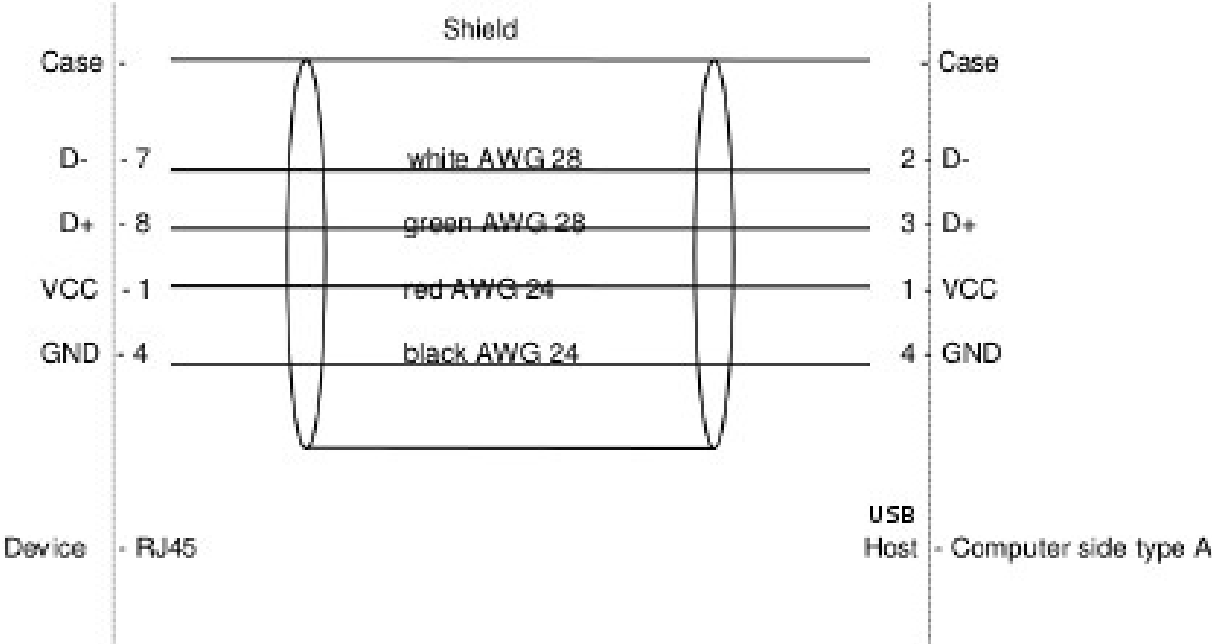 Shield
Case - - Case
D- - 7 white AWG 28 2 - D-
D+ - 8 green AWG 28 3 - D+
VCC - 1 red AWG 24 1 - VCC
GND - 4 black AWG 24 4 - GND
USB
Device - RJ45 Host - Computer side type A